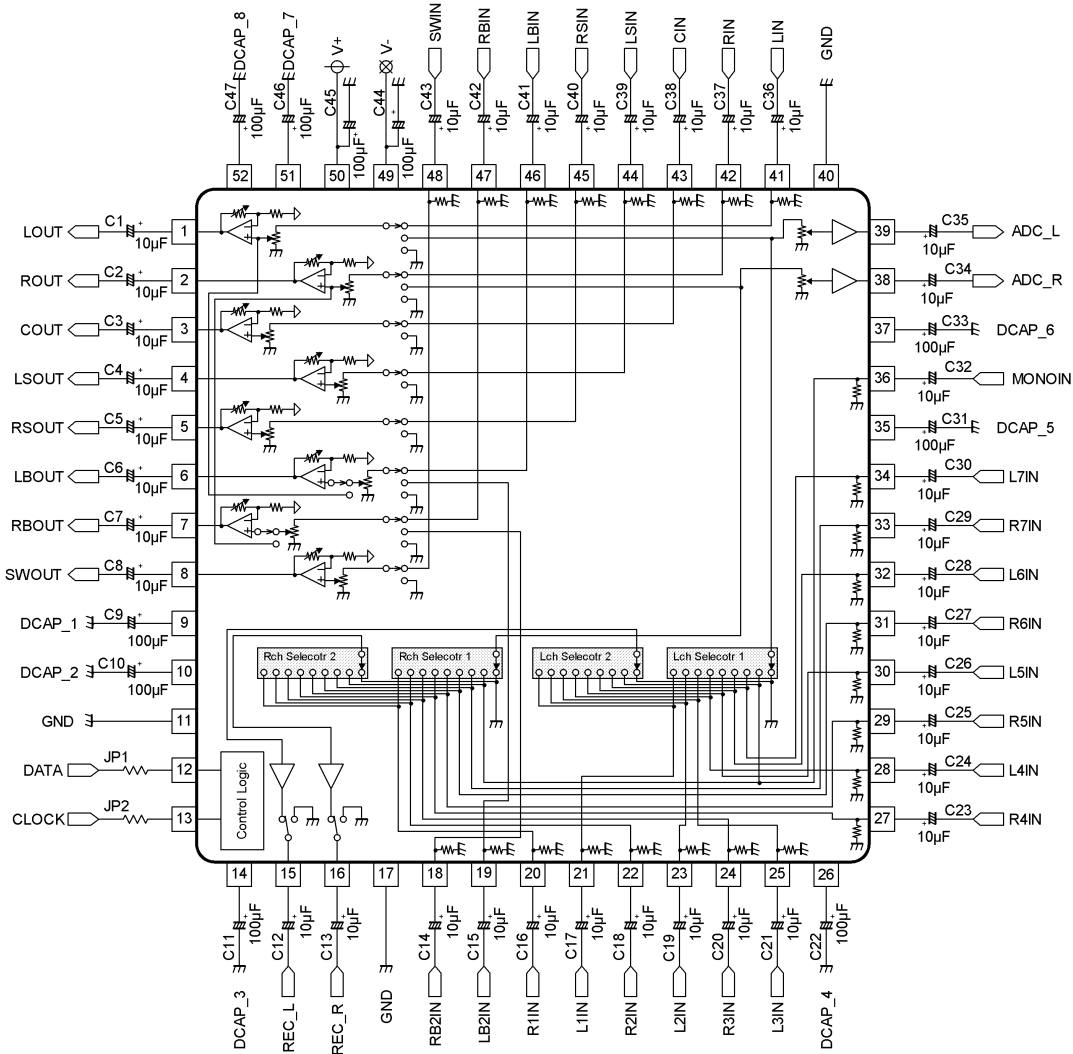 DCAP_8
DCAP_7
V+
V-
SWIN
RBIN
LBIN
RSIN
LSIN
CIN
RIN
LIN
GND
C47 100µF
C46 100µF
C45 100µF
C44 100µF
C43 10µF
C42 10µF
C41 10µF
C40 10µF
C39 10µF
C38 10µF
C37 10µF
C36 10µF
52 51 50 49 48 47 46 45 44 43 42 41 40
LOUT C1 10µF 1
ROUT C2 10µF 2
COUT C3 10µF 3
LSOUT C4 10µF 4
RSOUT C5 10µF 5
LBOUT C6 10µF 6
RBOUT C7 10µF 7
SWOUT C8 10µF 8
DCAP_1 C9 100µF 9
DCAP_2 C10 100µF 10
GND 11
DATA JP1 12
CLOCK JP2 13
39 C35 10µF ADC_L
38 C34 10µF ADC_R
37 C33 100µF DCAP_6
36 C32 10µF MONOIN
35 C31 100µF DCAP_5
34 C30 10µF L7IN
33 C29 10µF R7IN
32 C28 10µF L6IN
31 C27 10µF R6IN
30 C26 10µF L5IN
29 C25 10µF R5IN
28 C24 10µF L4IN
27 C23 10µF R4IN
Rch Selecotr 2
Rch Selecotr 1
Lch Selecotr 2
Lch Selecotr 1
Control Logic
14 15 16 17 18 19 20 21 22 23 24 25 26
C11 100µF
C12 10µF
C13 10µF
C14 10µF
C15 10µF
C16 10µF
C17 10µF
C18 10µF
C19 10µF
C20 10µF
C21 10µF
C22 100µF
DCAP_3
REC_L
REC_R
GND
RB2IN
LB2IN
R1IN
L1IN
R2IN
L2IN
R3IN
L3IN
DCAP_4